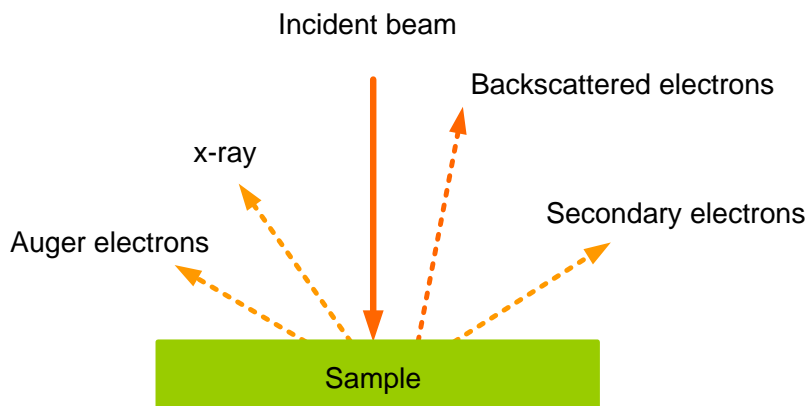 Incident beam
Backscattered electrons
x-ray
Secondary electrons
Auger electrons
Sample